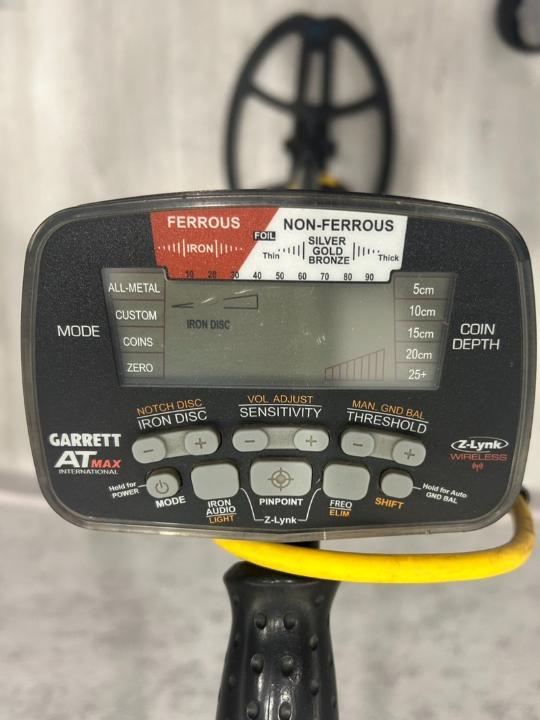 FERROUS
NON-FERROUS
IRON
FOIL
SILVER
GOLD
BRONZE
Thin
Thick
10 20 30 40 50 60 70 80 90
MODE
ALL-METAL
CUSTOM
COINS
ZERO
IRON DISC
5cm
10cm
15cm
20cm
25+
COIN
DEPTH
NOTCH DISC
IRON DISC
VOL ADJUST
SENSITIVITY
MAN. GND BAL
THRESHOLD
− +
− +
− +
GARRETT
AT MAX
INTERNATIONAL
Z-Lynk
WIRELESS
Hold for
POWER
MODE
IRON
AUDIO
LIGHT
PINPOINT
Z-Lynk
FREQ
ELIM
SHIFT
Hold for Auto
GND BAL